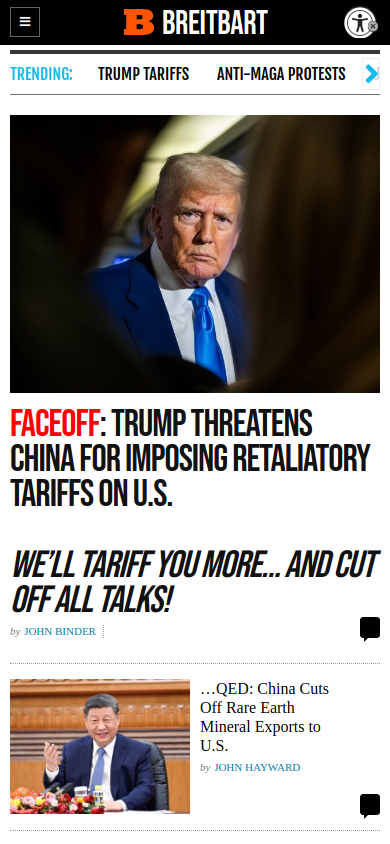 B BREITBART
TRENDING: TRUMP TARIFFS ANTI-MAGA PROTESTS
FACEOFF: TRUMP THREATENS
CHINA FOR IMPOSING RETALIATORY
TARIFFS ON U.S.
WE'LL TARIFF YOU MORE... AND CUT
OFF ALL TALKS!
by JOHN BINDER
…QED: China Cuts
Off Rare Earth
Mineral Exports to
U.S.
by JOHN HAYWARD